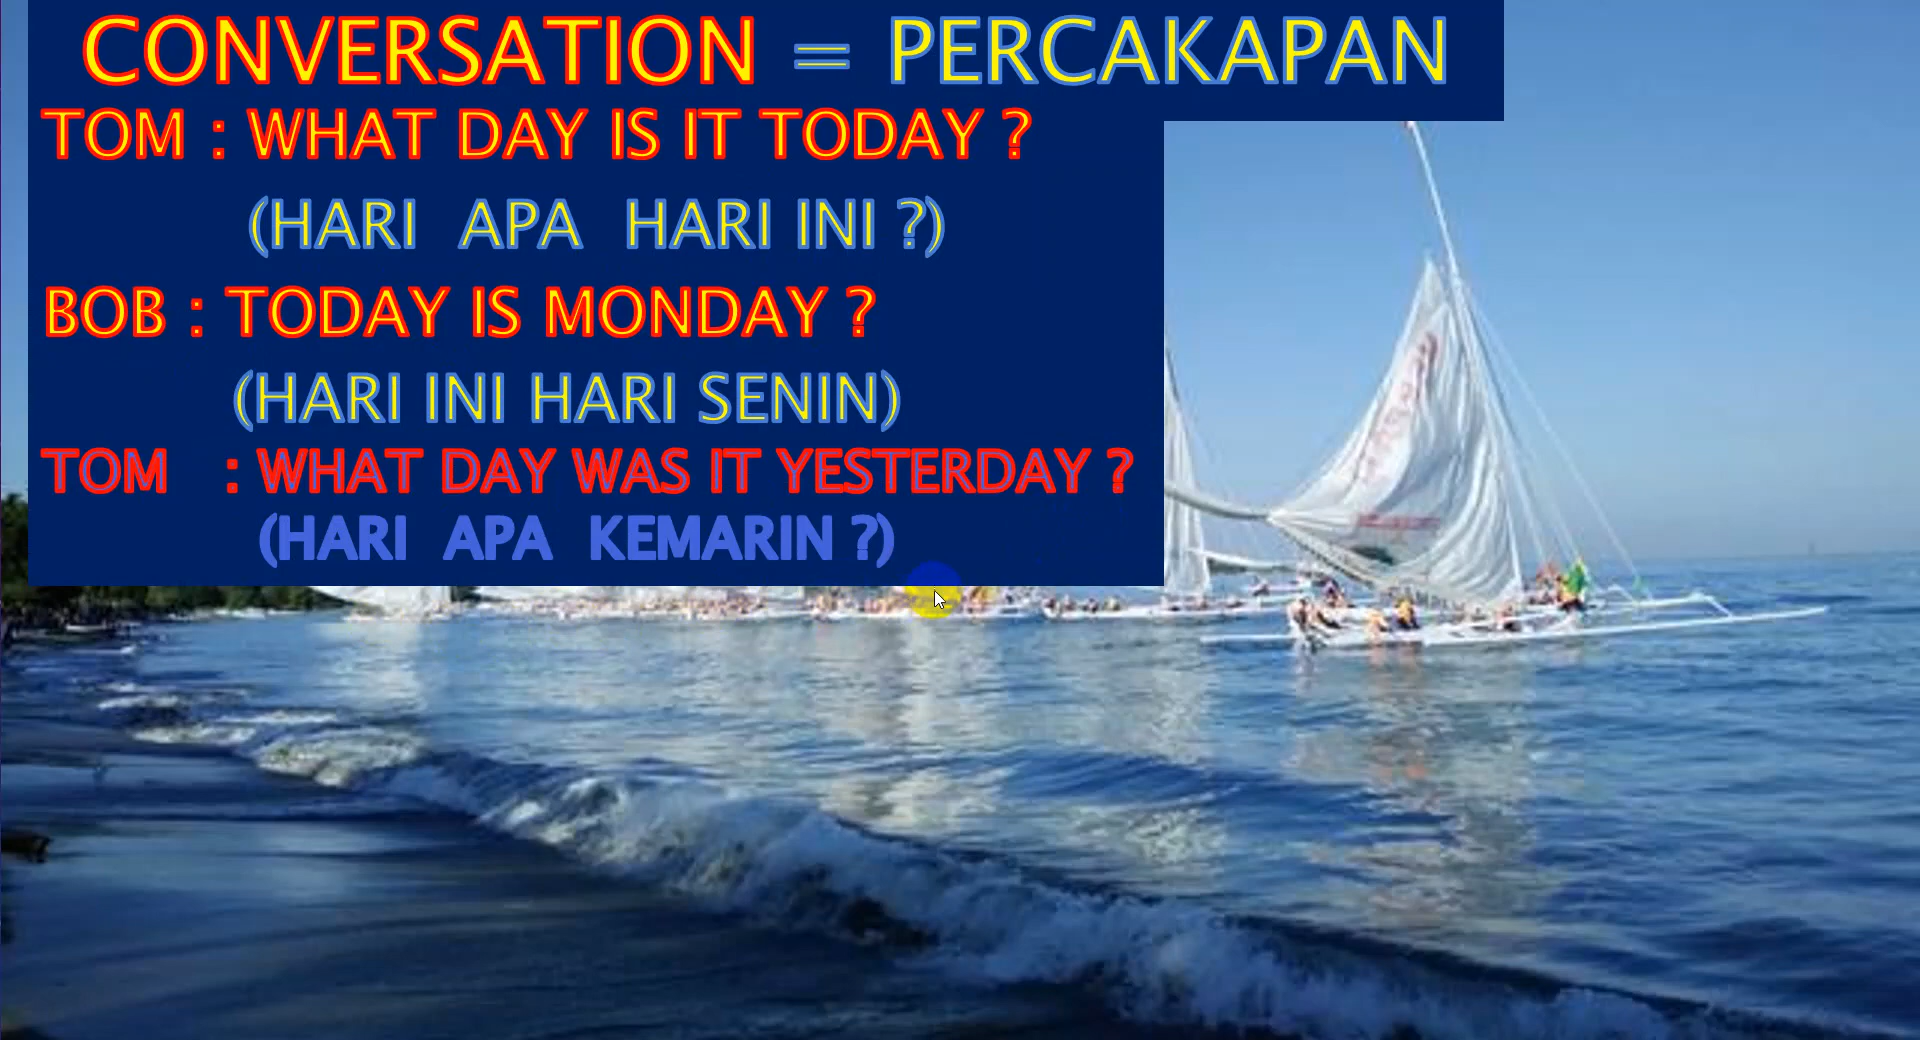 CONVERSATION = PERCAKAPAN
TOM : WHAT DAY IS IT TODAY ?
(HARI APA HARI INI ?)
BOB : TODAY IS MONDAY ?
(HARI INI HARI SENIN)
TOM : WHAT DAY WAS IT YESTERDAY ?
(HARI APA KEMARIN ?)